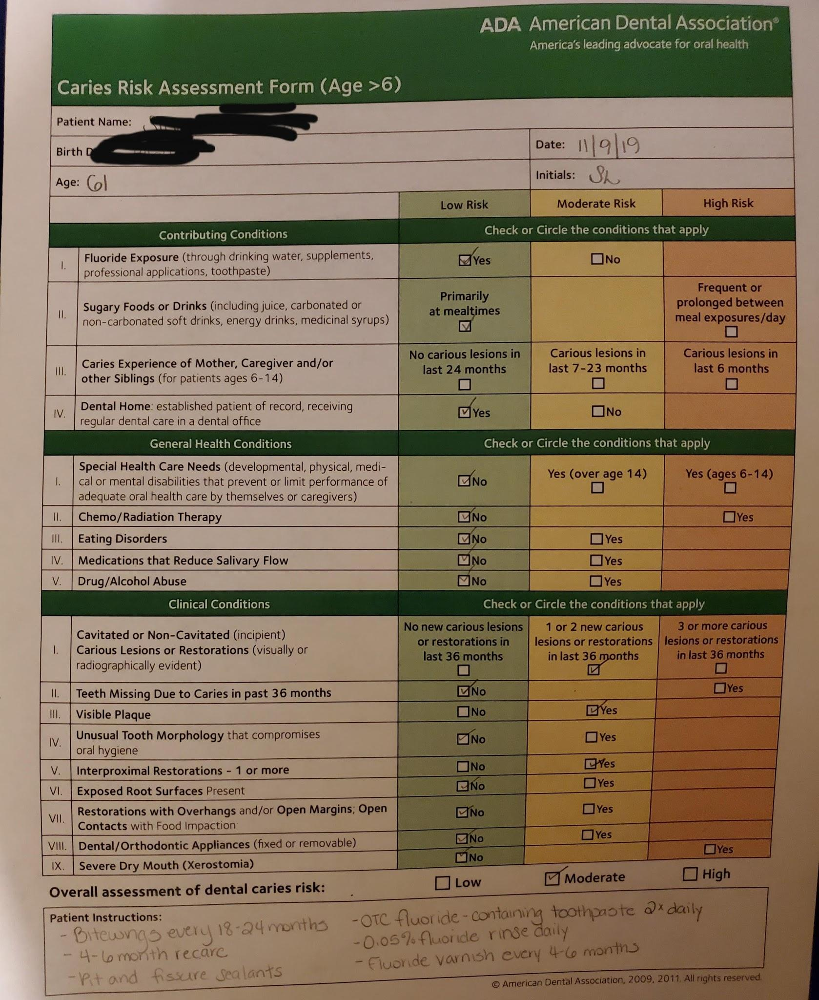 ADA American Dental Association®
America's leading advocate for oral health
Caries Risk Assessment Form (Age >6)
Patient Name:
Birth D
Date: 11/9/19
Age: 61
Initials: SL
Low Risk Moderate Risk High Risk
Contributing Conditions Check or Circle the conditions that apply
I. Fluoride Exposure (through drinking water, supplements,
professional applications, toothpaste)
☑Yes ☐No
II. Sugary Foods or Drinks (including juice, carbonated or
non-carbonated soft drinks, energy drinks, medicinal syrups)
Primarily
at mealtimes
☑
Frequent or
prolonged between
meal exposures/day
☐
III. Caries Experience of Mother, Caregiver and/or
other Siblings (for patients ages 6-14)
No carious lesions in
last 24 months
☐
Carious lesions in
last 7-23 months
☐
Carious lesions in
last 6 months
☐
IV. Dental Home: established patient of record, receiving
regular dental care in a dental office
☑Yes ☐No
General Health Conditions Check or Circle the conditions that apply
I. Special Health Care Needs (developmental, physical, medi-
cal or mental disabilities that prevent or limit performance of
adequate oral health care by themselves or caregivers)
☑No
Yes (over age 14)
☐
Yes (ages 6-14)
☐
II. Chemo/Radiation Therapy ☑No ☐Yes
III. Eating Disorders ☑No ☐Yes
IV. Medications that Reduce Salivary Flow ☑No ☐Yes
V. Drug/Alcohol Abuse ☑No ☐Yes
Clinical Conditions Check or Circle the conditions that apply
I. Cavitated or Non-Cavitated (incipient)
Carious Lesions or Restorations (visually or
radiographically evident)
No new carious lesions
or restorations in
last 36 months
☐
1 or 2 new carious
lesions or restorations
in last 36 months
☑
3 or more carious
lesions or restorations
in last 36 months
☐
II. Teeth Missing Due to Caries in past 36 months ☑No ☐Yes
III. Visible Plaque ☐No ☑Yes
IV. Unusual Tooth Morphology that compromises
oral hygiene
☑No ☐Yes
V. Interproximal Restorations - 1 or more ☐No ☑Yes
VI. Exposed Root Surfaces Present ☑No ☐Yes
VII. Restorations with Overhangs and/or Open Margins; Open
Contacts with Food Impaction
☑No ☐Yes
VIII. Dental/Orthodontic Appliances (fixed or removable) ☑No ☐Yes
IX. Severe Dry Mouth (Xerostomia) ☑No ☐Yes
Overall assessment of dental caries risk: ☐ Low ☑ Moderate ☐ High
Patient Instructions:
- Bitewings every 18-24 months
- 4-6 month recare
- Pit and fissure sealants
- OTC fluoride-containing toothpaste 2x daily
- 0.05% fluoride rinse daily
- Fluoride varnish every 4-6 months
© American Dental Association, 2009, 2011. All rights reserved.